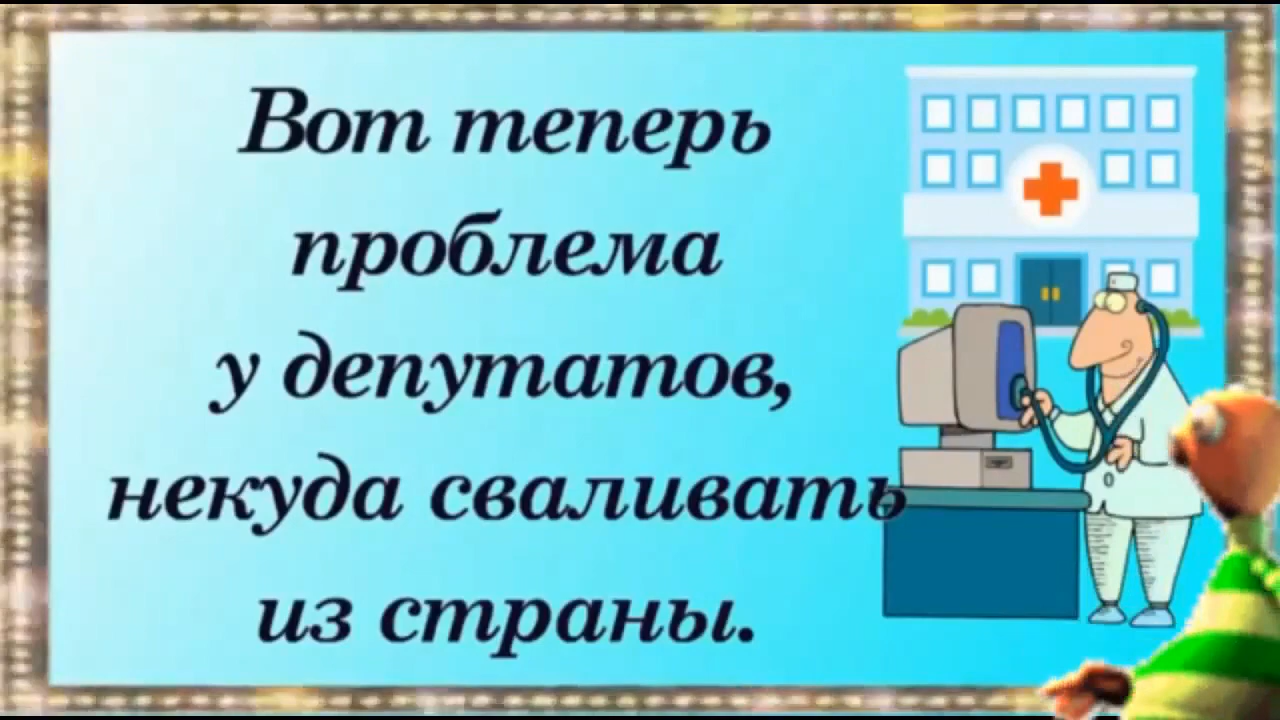 Вот теперь
проблема
у депутатов,
некуда сваливать
из страны.